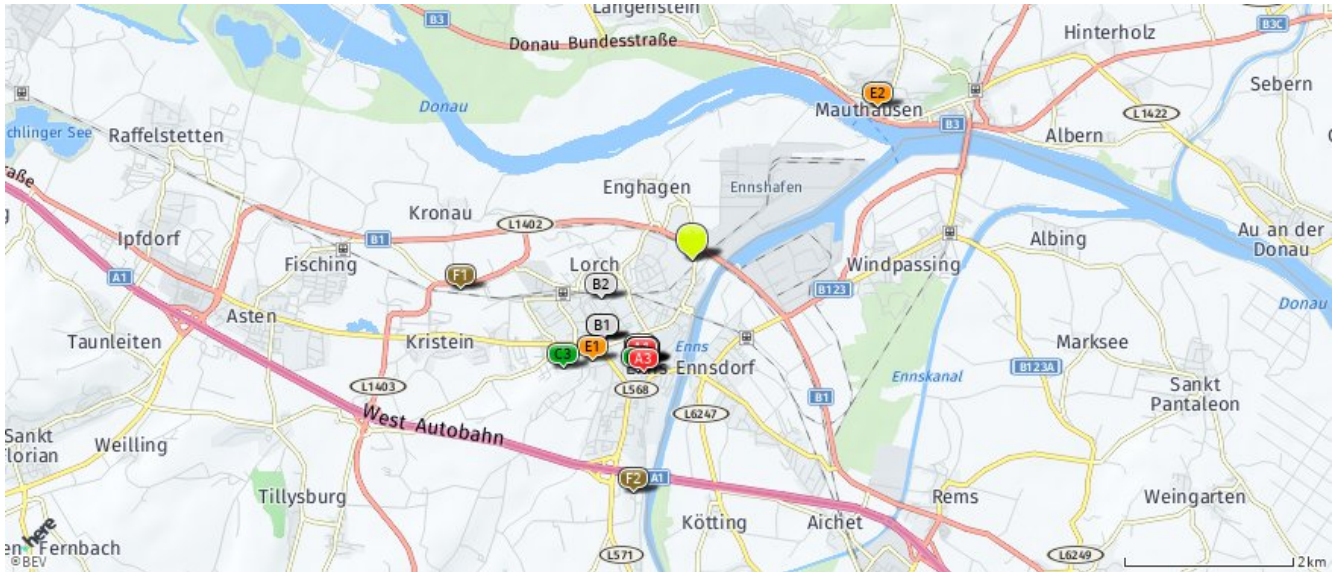 Langenstein
B3
B3C
Donau Bundesstraße
Hinterholz
E2
Mauthausen
Sebern
Donau
chlinger See
Raffelstetten
L1422
B3
Albern
Enghagen
Ennshafen
Kronau
L1402
B1
Ipfdorf
Au an der
Donau
Albing
Fisching
Lorch
Windpassing
A1
F1
B2
B123
Donau
Asten
B1
Taunleiten
Kristein
C3
E1
A3
Enns
Marksee
Ennsdorf
B123A
Ennskanal
L1403
L568
Sankt
Pantaleon
L6247
B1
West Autobahn
Sankt
Florian
Weilling
F2
A1
Tillysburg
Rems
Weingarten
Kötting
Aichet
here
Fernbach
L571
L6249
©BEV
2km